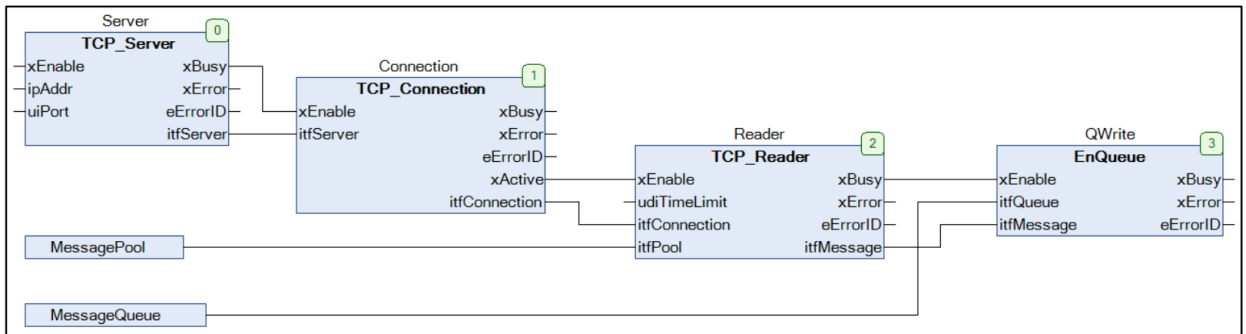 Server
0
TCP_Server
xEnable xBusy
ipAddr xError
uiPort eErrorID
itfServer
Connection
1
TCP_Connection
xEnable xBusy
itfServer xError
eErrorID
xActive
itfConnection
Reader
2
TCP_Reader
xEnable xBusy
udiTimeLimit xError
itfConnection eErrorID
itfPool itfMessage
QWrite
3
EnQueue
xEnable xBusy
itfQueue xError
itfMessage eErrorID
MessagePool
MessageQueue